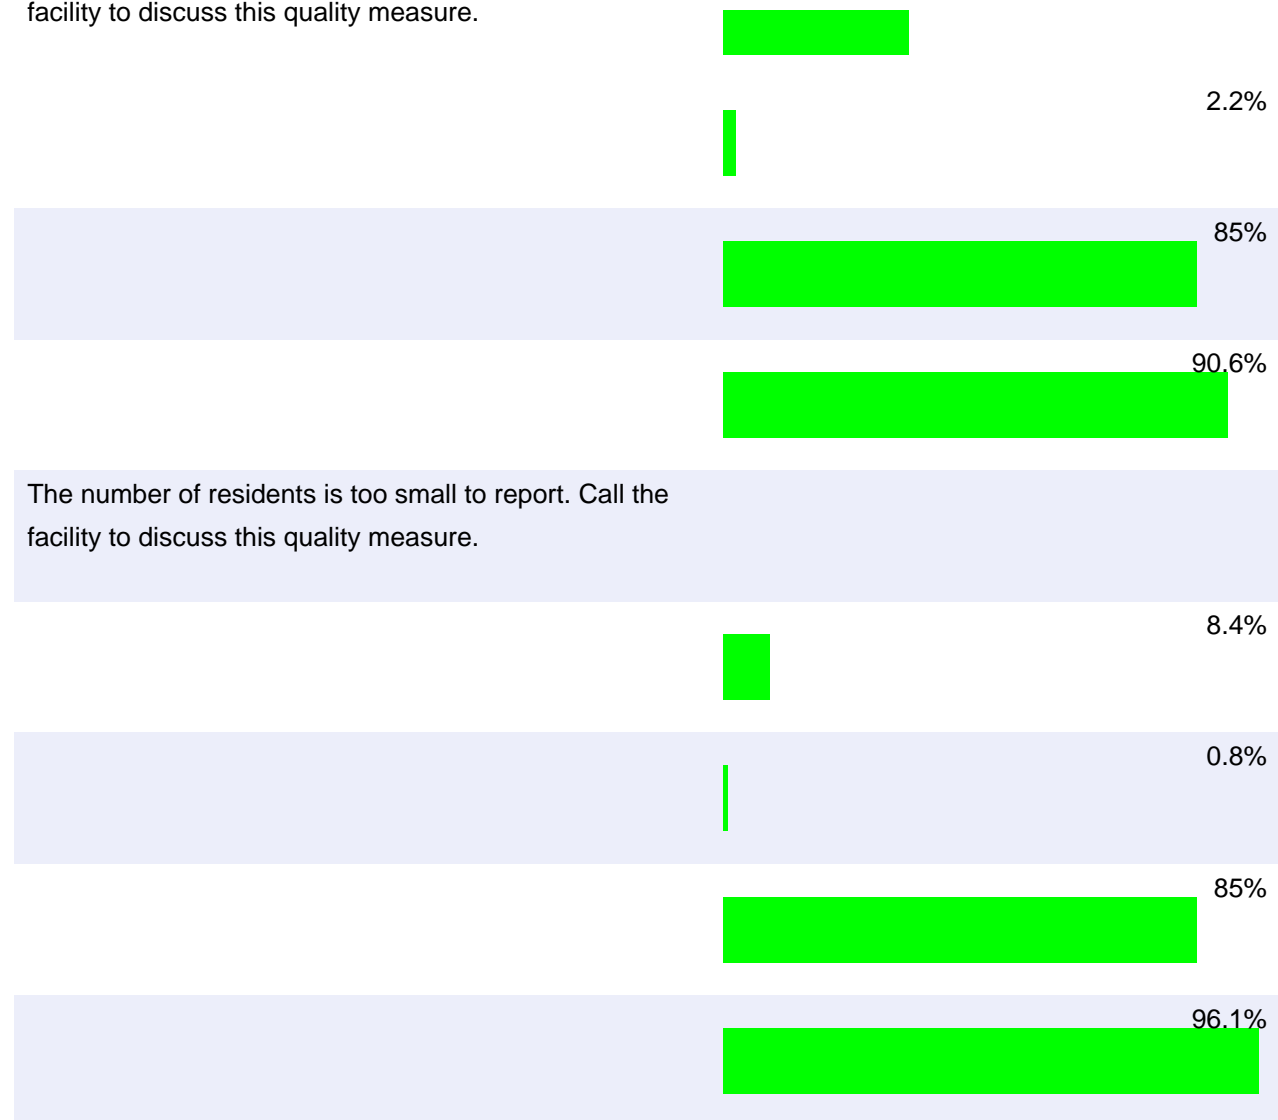 facility to discuss this quality measure.
2.2%
85%
90.6%
The number of residents is too small to report. Call the
facility to discuss this quality measure.
8.4%
0.8%
85%
96.1%